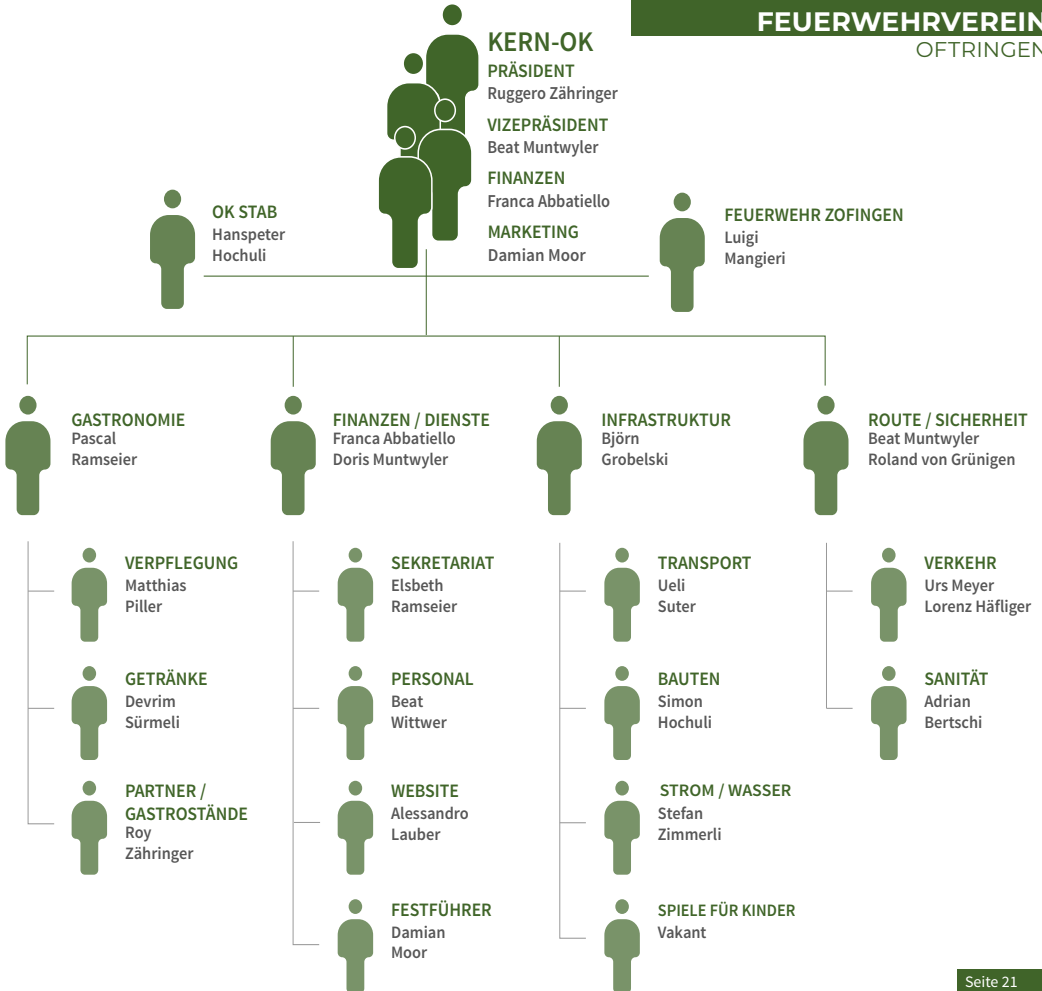 FEUERWEHRVEREIN
OFTRINGEN
KERN-OK
PRÄSIDENT
Ruggero Zähringer
VIZEPRÄSIDENT
Beat Muntwyler
FINANZEN
Franca Abbatiello
MARKETING
Damian Moor
OK STAB
Hanspeter
Hochuli
FEUERWEHR ZOFINGEN
Luigi
Mangieri
GASTRONOMIE
Pascal
Ramseier
FINANZEN / DIENSTE
Franca Abbatiello
Doris Muntwyler
INFRASTRUKTUR
Björn
Grobelski
ROUTE / SICHERHEIT
Beat Muntwyler
Roland von Grünigen
VERPFLEGUNG
Matthias
Piller
GETRÄNKE
Devrim
Sürmeli
PARTNER /
GASTROSTÄNDE
Roy
Zähringer
SEKRETARIAT
Elsbeth
Ramseier
PERSONAL
Beat
Wittwer
WEBSITE
Alessandro
Lauber
FESTFÜHRER
Damian
Moor
TRANSPORT
Ueli
Suter
BAUTEN
Simon
Hochuli
STROM / WASSER
Stefan
Zimmerli
SPIELE FÜR KINDER
Vakant
VERKEHR
Urs Meyer
Lorenz Häfliger
SANITÄT
Adrian
Bertschi
Seite 21